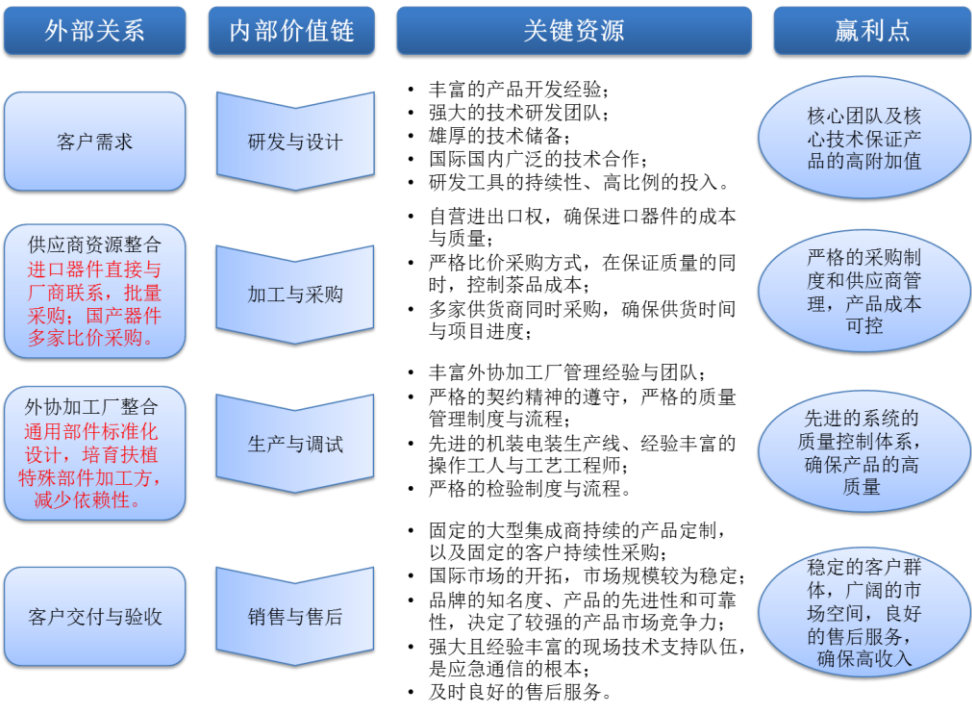 外部关系
内部价值链
关键资源
赢利点
客户需求
研发与设计
• 丰富的产品开发经验；
• 强大的技术研发团队；
• 雄厚的技术储备；
• 国际国内广泛的技术合作；
• 研发工具的持续性、高比例的投入。
核心团队及核
心技术保证产
品的高附加值
供应商资源整合
进口器件直接与
厂商联系，批量
采购；国产器件
多家比价采购。
加工与采购
• 自营进出口权，确保进口器件的成本
与质量；
• 严格比价采购方式，在保证质量的同
时，控制茶品成本；
• 多家供货商同时采购，确保供货时间
与项目进度；
严格的采购制
度和供应商管
理，产品成本
可控
外协加工厂整合
通用部件标准化
设计，培育扶植
特殊部件加工方，
减少依赖性。
生产与调试
• 丰富外协加工厂管理经验与团队；
• 严格的契约精神的遵守，严格的质量
管理制度与流程；
• 先进的机装电装生产线、经验丰富的
操作工人与工艺工程师；
• 严格的检验制度与流程。
先进的系统的
质量控制体系，
确保产品的高
质量
客户交付与验收
销售与售后
• 固定的大型集成商持续的产品定制，
以及固定的客户持续性采购；
• 国际市场的开拓，市场规模较为稳定；
• 品牌的知名度、产品的先进性和可靠
性，决定了较强的产品市场竞争力；
• 强大且经验丰富的现场技术支持队伍，
是应急通信的根本；
• 及时良好的售后服务。
稳定的客户群
体，广阔的市
场空间，良好
的售后服务，
确保高收入